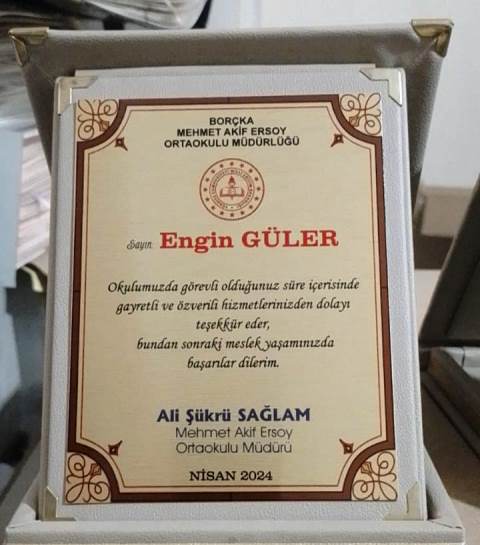 BORÇKA
MEHMET AKİF ERSOY
ORTAOKULU MÜDÜRLÜĞÜ
Sayın Engin GÜLER
Okulumuzda görevli olduğunuz süre içerisinde
gayretli ve özverili hizmetlerinizden dolayı
teşekkür eder,
bundan sonraki meslek yaşamınızda
başarılar dilerim.
Ali Şükrü SAĞLAM
Mehmet Akif Ersoy
Ortaokulu Müdürü
NİSAN 2024